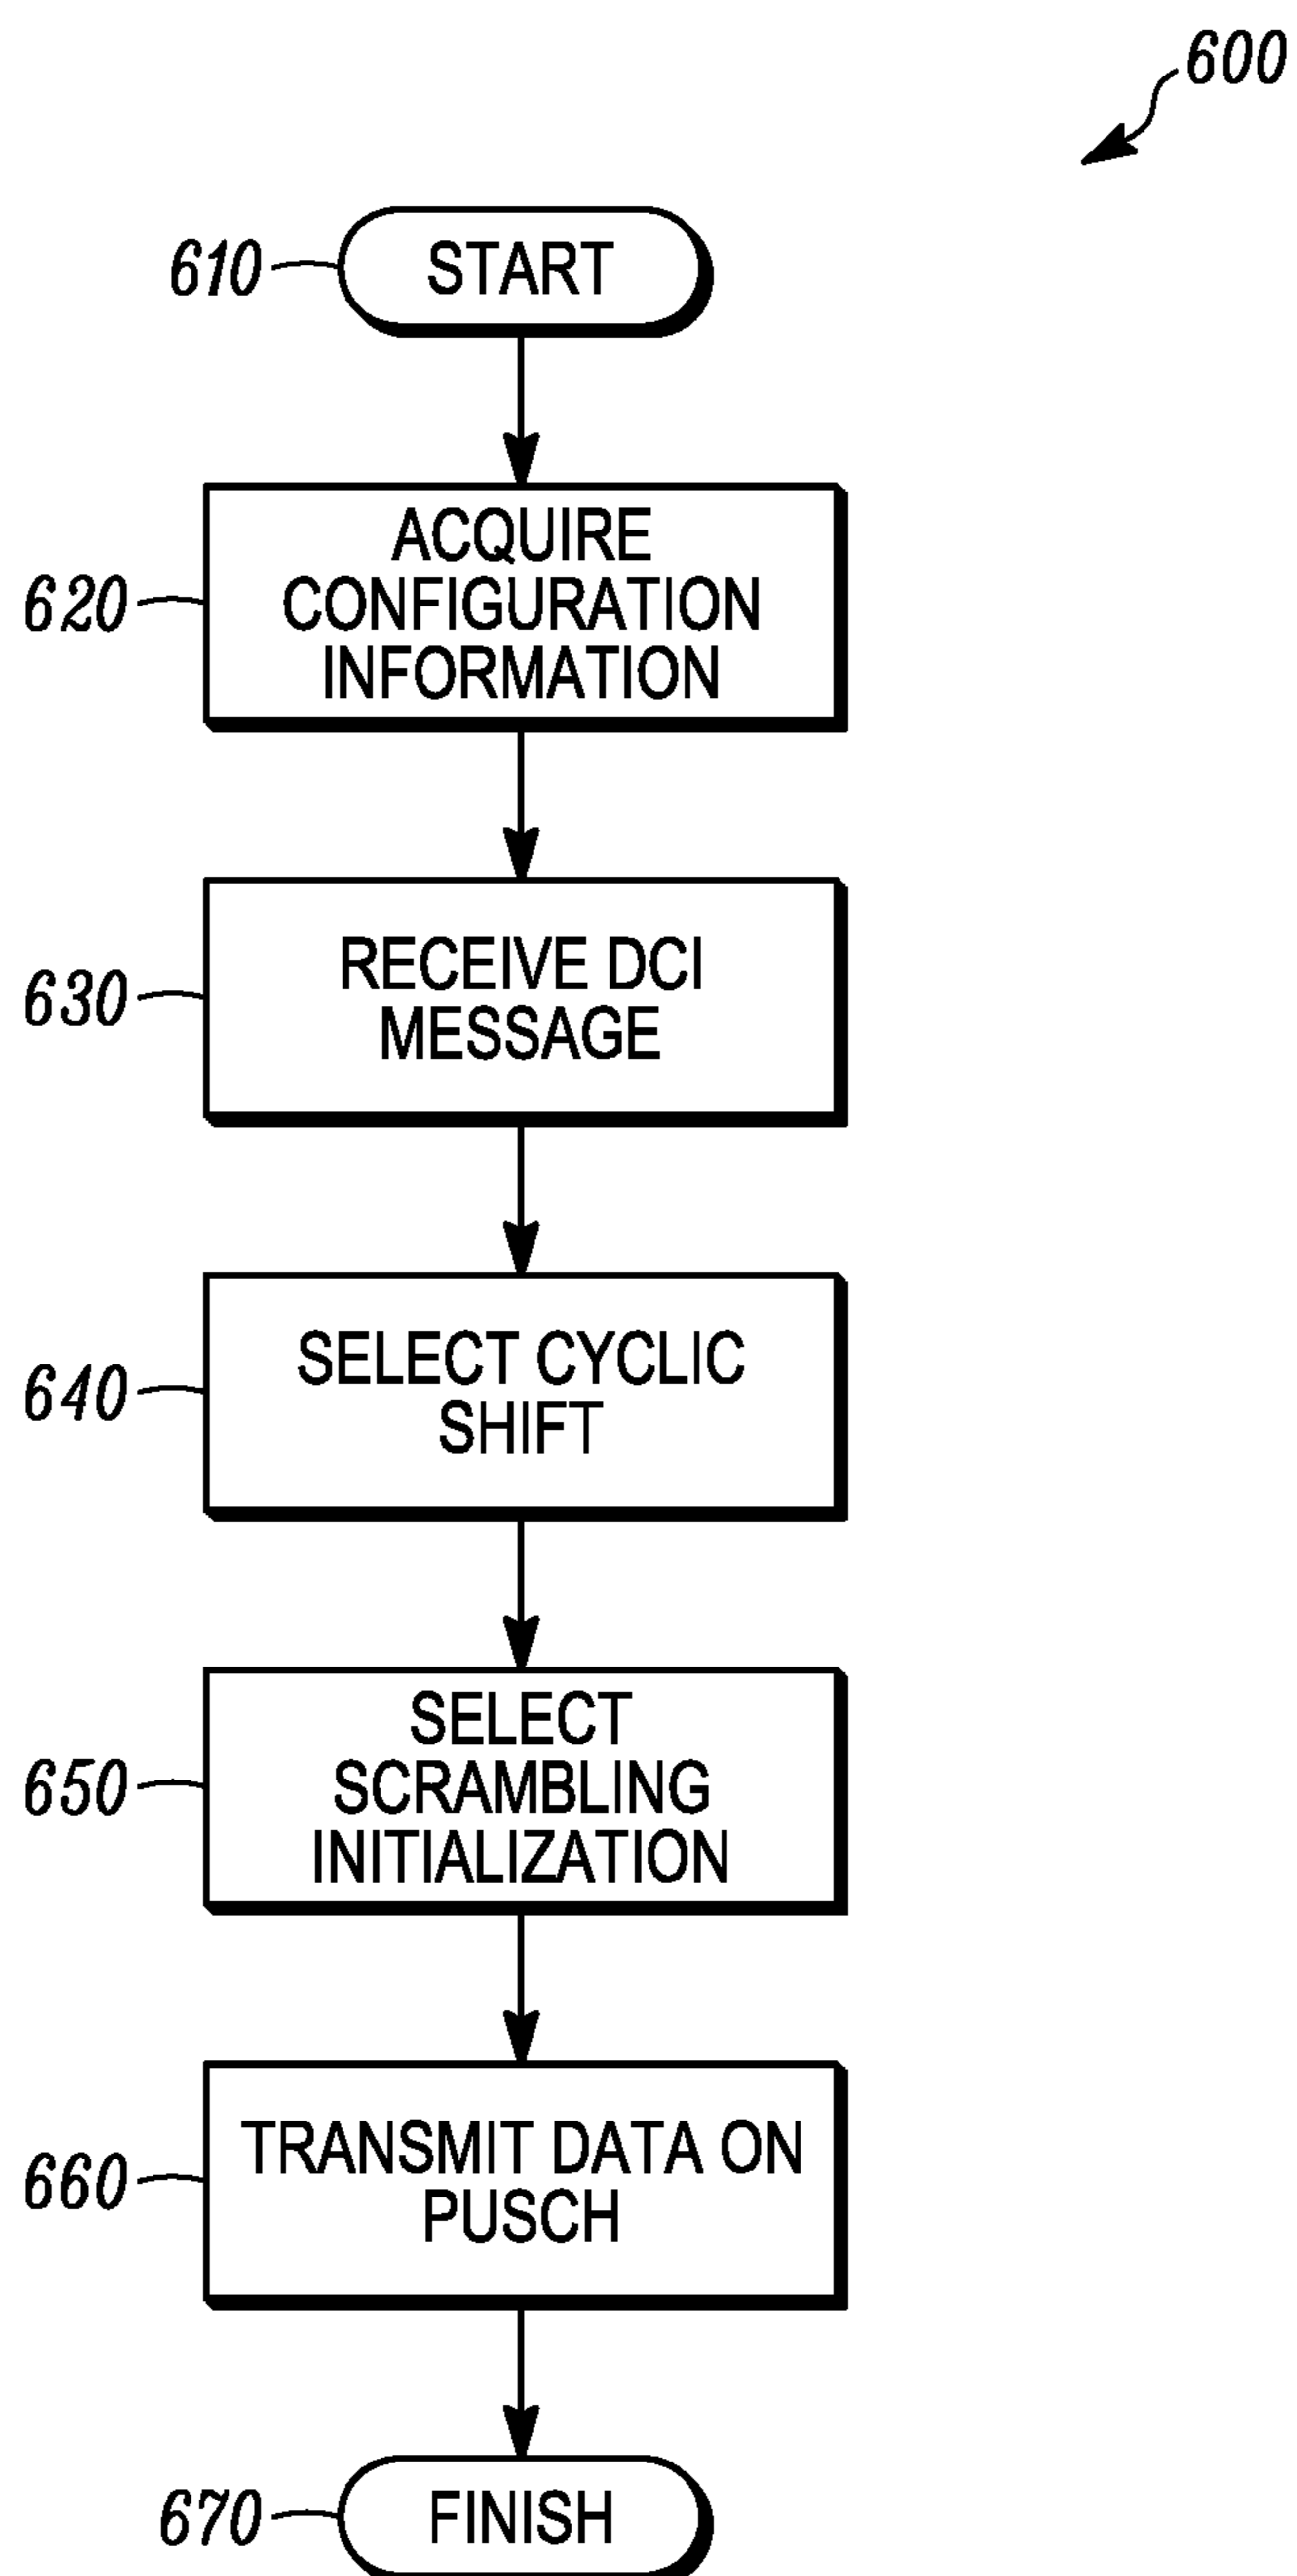 600
610
START
620
ACQUIRE
CONFIGURATION
INFORMATION
630
RECEIVE DCI
MESSAGE
640
SELECT CYCLIC
SHIFT
650
SELECT
SCRAMBLING
INITIALIZATION
660
TRANSMIT DATA ON
PUSCH
670
FINISH